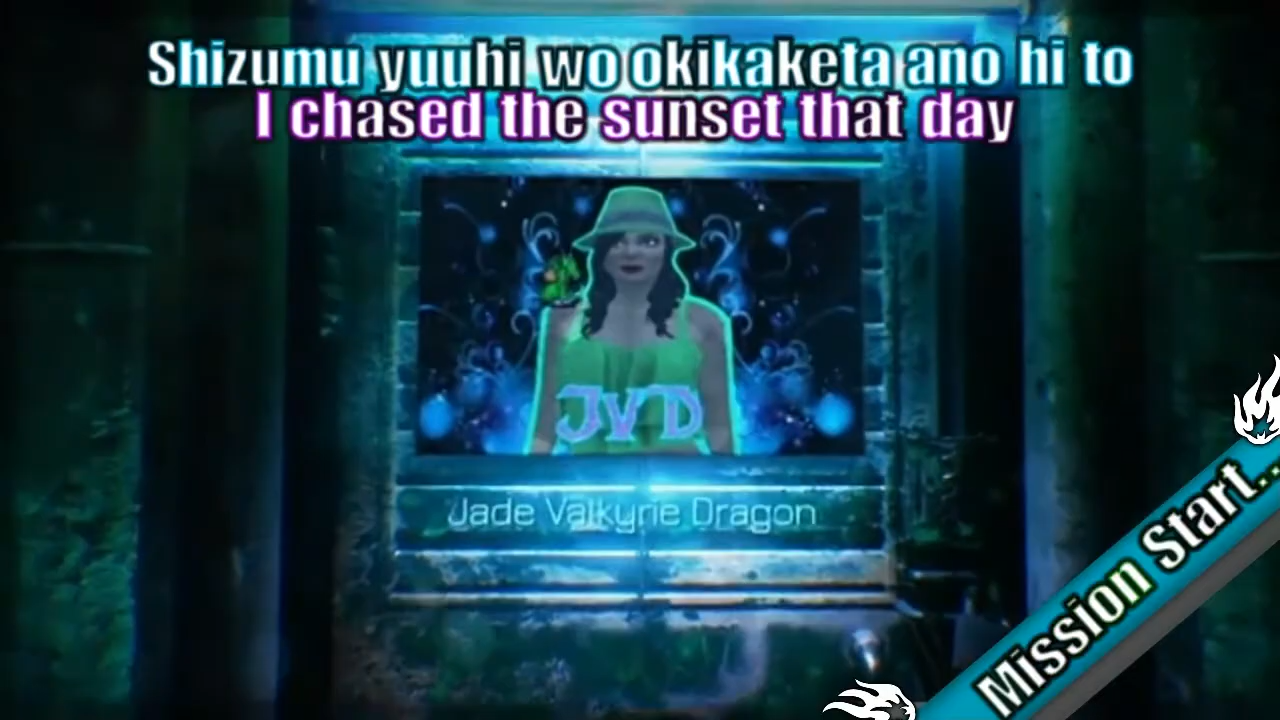 Shizumu yuuhi wo okikaketa ano hi to
I chased the sunset that day
JVD
Jade Valkyrie Dragon
Mission Start...